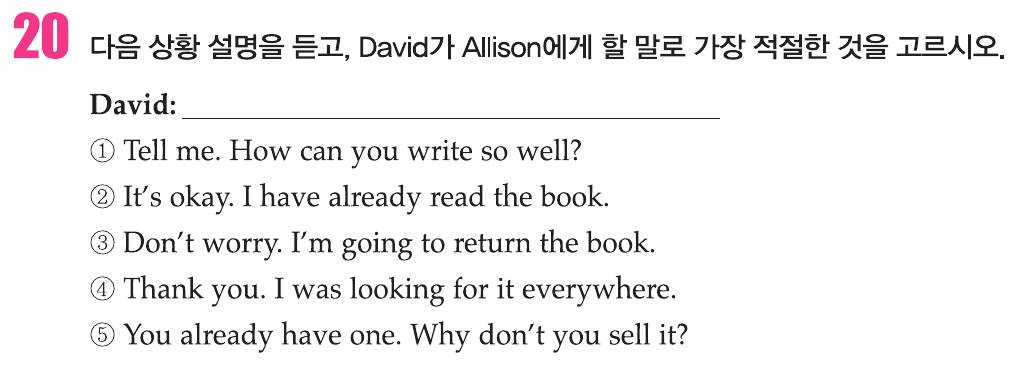 20 다음 상황 설명을 듣고, David가 Allison에게 할 말로 가장 적절한 것을 고르시오.
David:
① Tell me. How can you write so well?
② It's okay. I have already read the book.
③ Don't worry. I'm going to return the book.
④ Thank you. I was looking for it everywhere.
⑤ You already have one. Why don't you sell it?